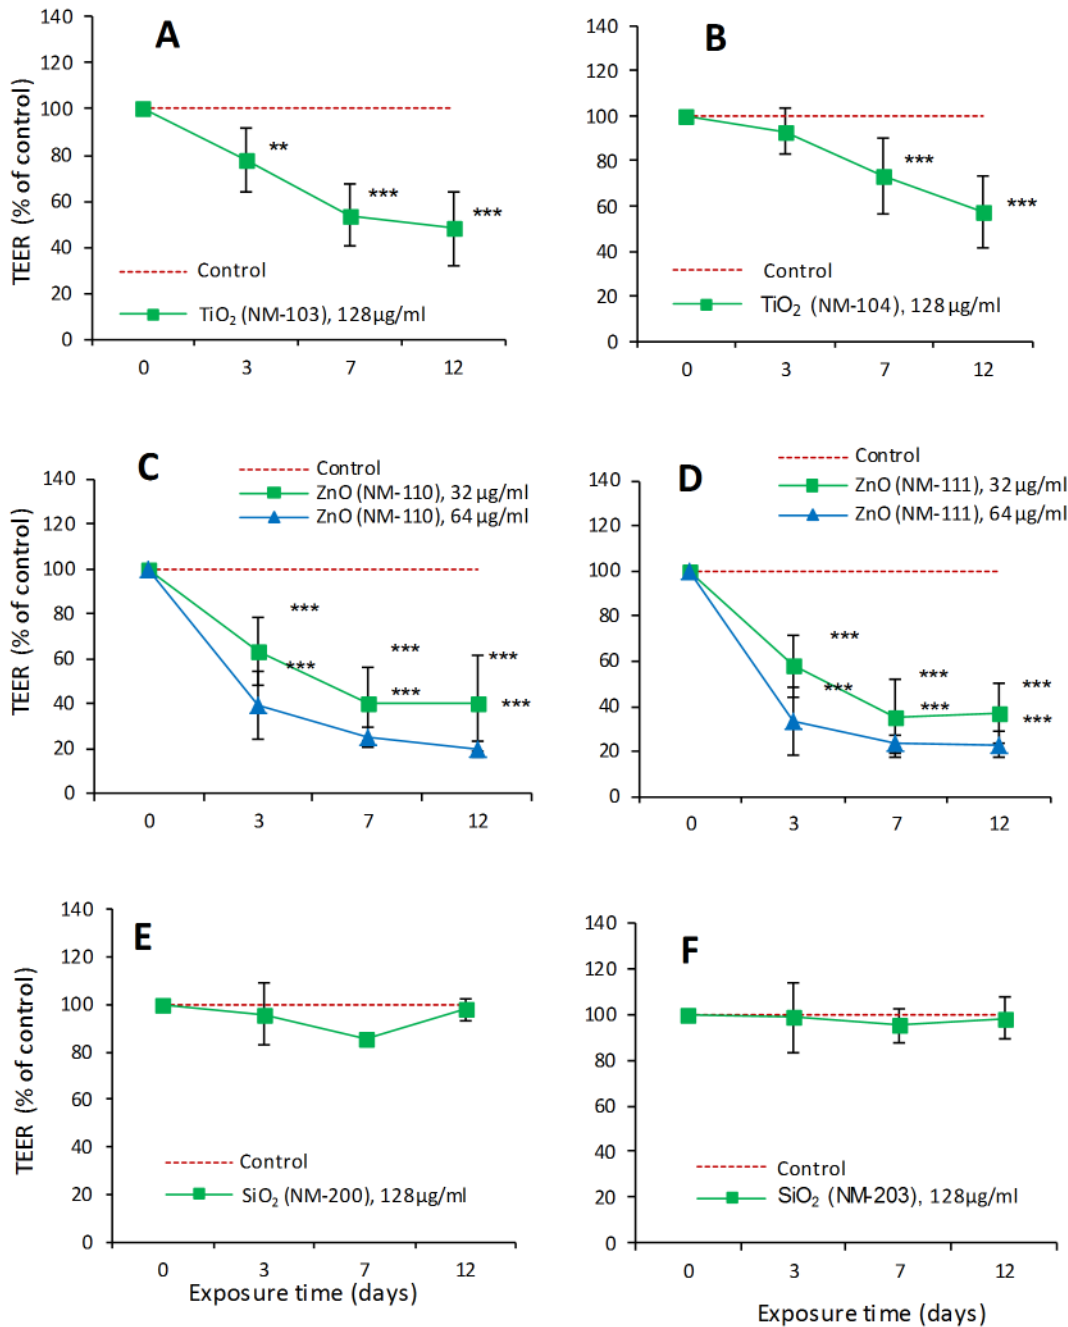 A
TEER (% of control)
140
120
100
80
60
40
20
0
**
***
***
Control
TiO2 (NM-103), 128µg/ml
0 3 7 12
B
140
120
100
80
60
40
20
0
***
***
Control
TiO2 (NM-104), 128µg/ml
0 3 7 12
C
Control
ZnO (NM-110), 32 µg/ml
ZnO (NM-110), 64 µg/ml
TEER (% of control)
140
120
100
80
60
40
20
0
***
***
***
***
***
***
0 3 7 12
D
Control
ZnO (NM-111), 32 µg/ml
ZnO (NM-111), 64 µg/ml
140
120
100
80
60
40
20
0
***
***
***
***
***
***
0 3 7 12
E
TEER (% of control)
140
120
100
80
60
40
20
0
Control
SiO2 (NM-200), 128µg/ml
0 3 7 12
Exposure time (days)
F
140
120
100
80
60
40
20
0
Control
SiO2 (NM-203), 128µg/ml
0 3 7 12
Exposure time (days)